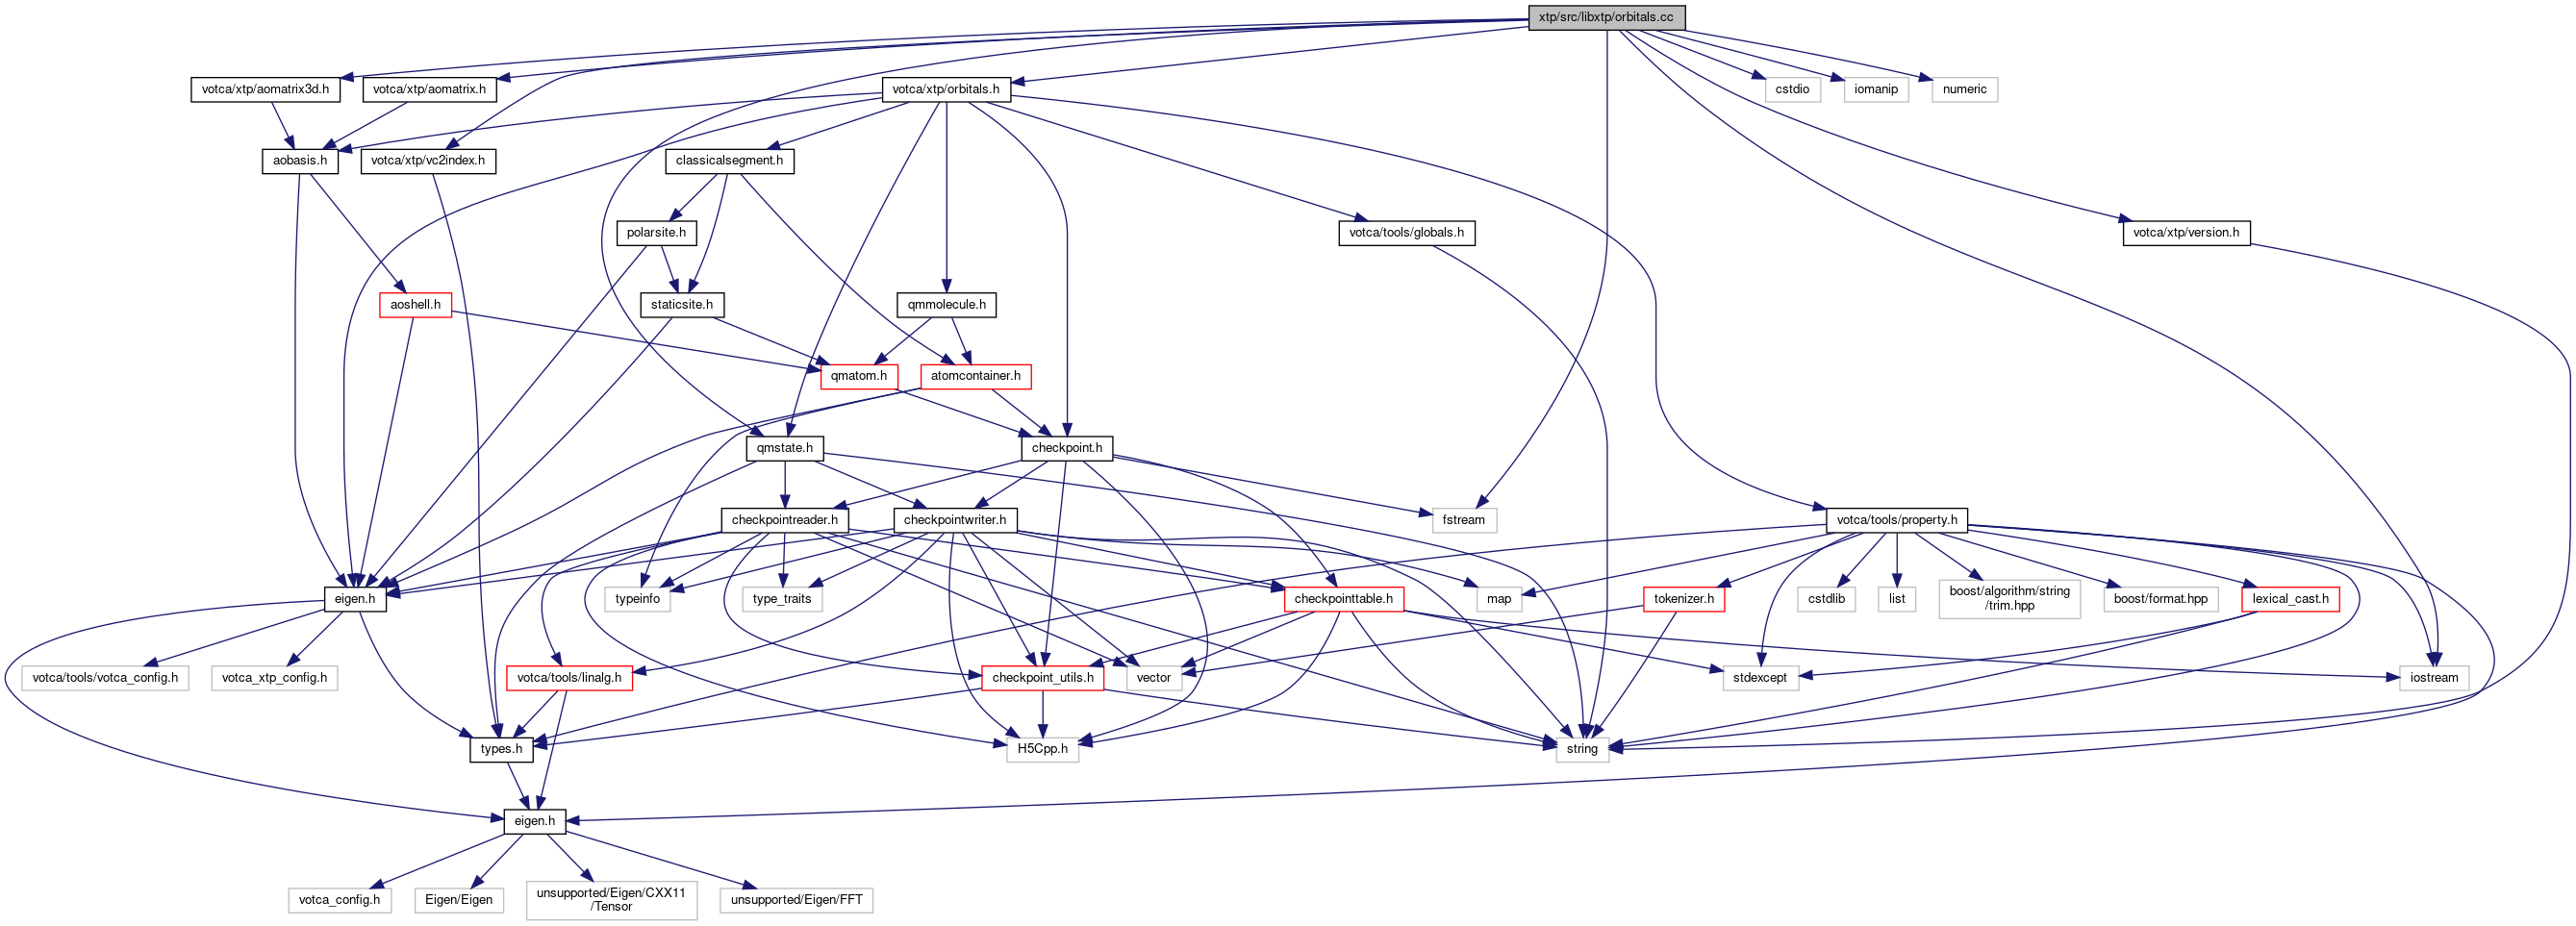 xtp/src/libxtp/orbitals.cc
votca/xtp/aomatrix3d.h
votca/xtp/aomatrix.h
votca/xtp/orbitals.h
cstdio
iomanip
numeric
aobasis.h
votca/xtp/vc2index.h
classicalsegment.h
polarsite.h
votca/tools/globals.h
votca/xtp/version.h
aoshell.h
staticsite.h
qmmolecule.h
qmatom.h
atomcontainer.h
qmstate.h
checkpoint.h
checkpointreader.h
checkpointwriter.h
fstream
votca/tools/property.h
eigen.h
typeinfo
type_traits
checkpointtable.h
map
tokenizer.h
cstdlib
list
boost/algorithm/string
/trim.hpp
boost/format.hpp
lexical_cast.h
votca/tools/votca_config.h
votca_xtp_config.h
votca/tools/linalg.h
checkpoint_utils.h
vector
stdexcept
iostream
types.h
H5Cpp.h
string
eigen.h
votca_config.h
Eigen/Eigen
unsupported/Eigen/CXX11
/Tensor
unsupported/Eigen/FFT